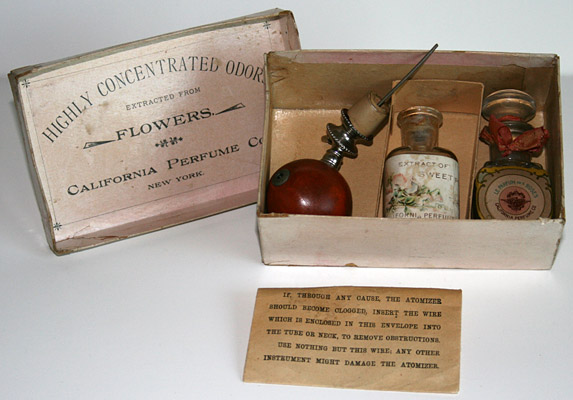 HIGHLY CONCENTRATED ODORS
EXTRACTED FROM
FLOWERS.
CALIFORNIA PERFUME CO
NEW YORK.
EXTRACT OF
SWEET
PERFUM
IF, THROUGH ANY CAUSE, THE ATOMIZER
SHOULD BECOME CLOGGED, INSERT THE WIRE
WHICH IS ENCLOSED IN THIS ENVELOPE INTO
THE TUBE OR NECK, TO REMOVE OBSTRUCTIONS.
USE NOTHING BUT THIS WIRE; ANY OTHER
INSTRUMENT MIGHT DAMAGE THE ATOMIZER.